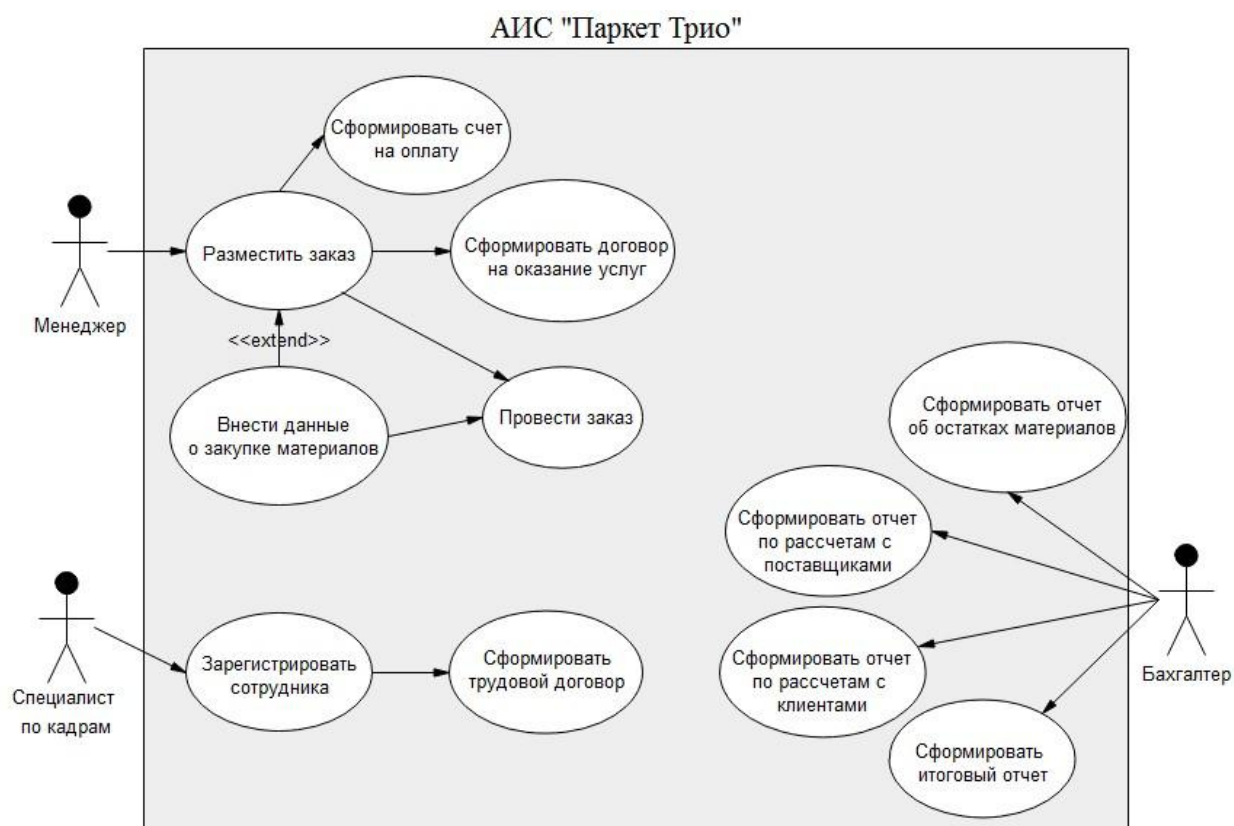 АИС "Паркет Трио"
Сформировать счет
на оплату
Разместить заказ
Сформировать договор
на оказание услуг
Менеджер
<<extend>>
Внести данные
о закупке материалов
Провести заказ
Сформировать отчет
об остатках материалов
Сформировать отчет
по рассчетам с
поставщиками
Специалист
по кадрам
Зарегистрировать
сотрудника
Сформировать
трудовой договор
Сформировать отчет
по рассчетам с
клиентами
Бахгалтер
Сформировать
итоговый отчет